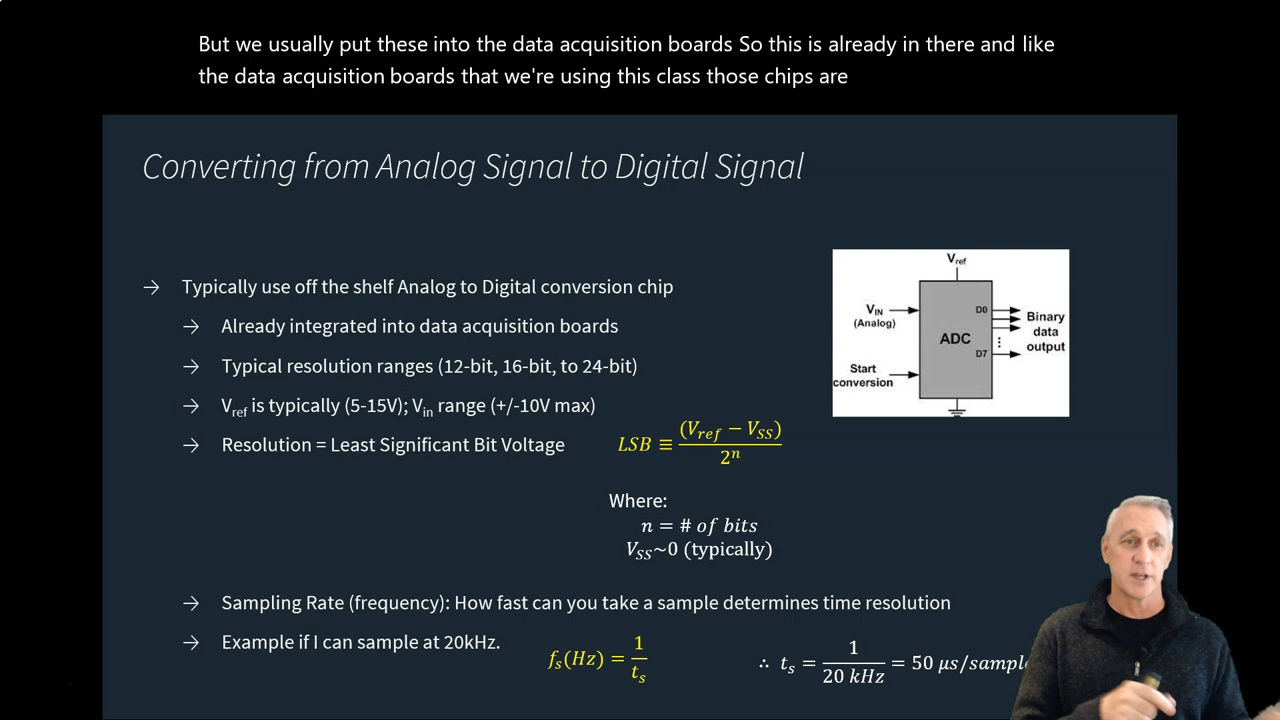 But we usually put these into the data acquisition boards So this is already in there and like
the data acquisition boards that we're using this class those chips are
Converting from Analog Signal to Digital Signal
→ Typically use off the shelf Analog to Digital conversion chip
→ Already integrated into data acquisition boards
→ Typical resolution ranges (12-bit, 16-bit, to 24-bit)
→ Vref is typically (5-15V); Vin range (+/-10V max)
→ Resolution = Least Significant Bit Voltage
LSB ≡ (Vref − VSS) / 2ⁿ
Where:
n = # of bits
VSS~0 (typically)
→ Sampling Rate (frequency): How fast can you take a sample determines time resolution
→ Example if I can sample at 20kHz.
fs(Hz) = 1 / ts
∴ ts = 1 / 20 kHz = 50 μs/sample
Vref
VIN
(Analog)
Start
conversion
ADC
D0
⋮
D7
Binary
data
output